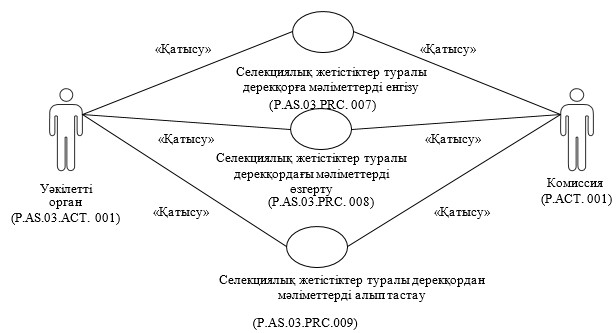 «Қатысу» «Қатысу»
Селекциялық жетістіктер туралы
дерекқорға мәліметтерді енгізу
(P.AS.03.PRC. 007)
«Қатысу» «Қатысу»
Селекциялық жетістіктер туралы
дерекқордағы мәліметтерді
өзгерту
(P.AS.03.PRC. 008)
Уәкілетті
орган
(P.AS.03.ACT. 001)
Комиссия
(P.ACT. 001)
«Қатысу» «Қатысу»
Селекциялық жетістіктер туралы дерекқордан
мәліметтерді алып тастау
(P.AS.03.PRC.009)